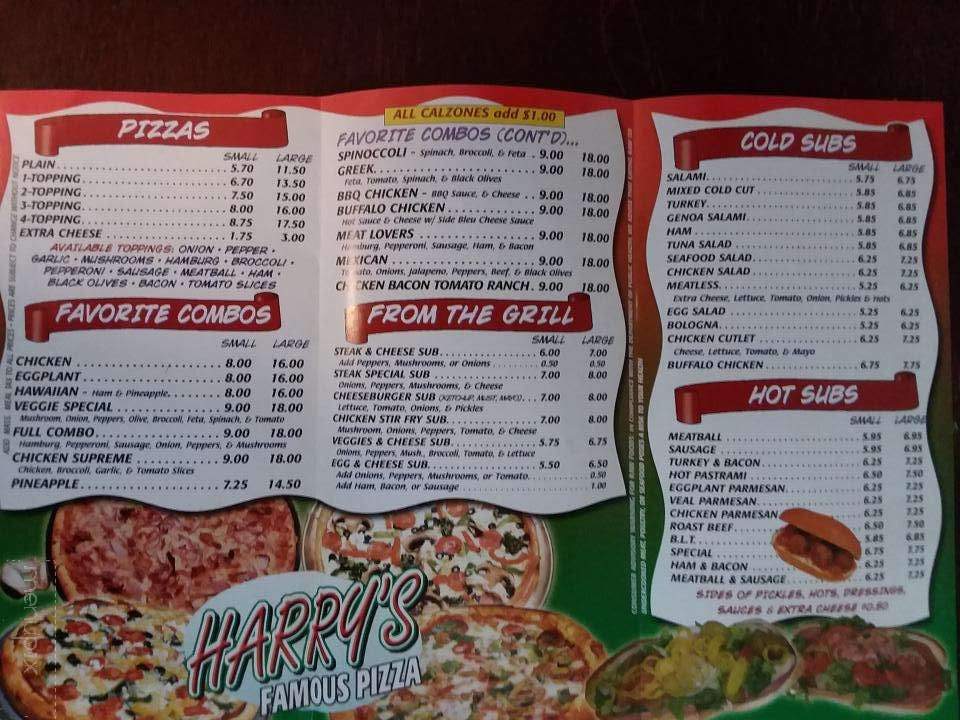 PIZZAS
SMALL LARGE
PLAIN 5.70 11.50
1-TOPPING 6.70 13.50
2-TOPPING 7.50 15.00
3-TOPPING 8.00 16.00
4-TOPPING 8.75 17.50
EXTRA CHEESE 1.75 3.00
AVAILABLE TOPPINGS: ONION • PEPPER •
GARLIC • MUSHROOMS • HAMBURG • BROCCOLI •
PEPPERONI • SAUSAGE • MEATBALL • HAM •
BLACK OLIVES • BACON • TOMATO SLICES
FAVORITE COMBOS
SMALL LARGE
CHICKEN 8.00 16.00
EGGPLANT 8.00 16.00
HAWAIIAN - Ham & Pineapple 8.00 16.00
VEGGIE SPECIAL 9.00 18.00
Mushroom, Onion, Peppers, Olive, Broccoli, Feta, Spinach, & Tomato
FULL COMBO 9.00 18.00
Hamburg, Pepperoni, Sausage, Onion, Peppers, & Mushrooms
CHICKEN SUPREME 9.00 18.00
Chicken, Broccoli, Garlic, & Tomato Slices
PINEAPPLE 7.25 14.50
ADD MASS. MEAL TAX TO ALL PRICES • PRICES ARE SUBJECT TO CHANGE WITHOUT NOTICE
ALL CALZONES add $1.00
FAVORITE COMBOS (CONT'D)...
SPINOCCOLI - Spinach, Broccoli, & Feta 9.00 18.00
GREEK 9.00 18.00
Feta, Tomato, Spinach, & Black Olives
BBQ CHICKEN - BBQ Sauce, & Cheese 9.00 18.00
BUFFALO CHICKEN 9.00 18.00
Hot Sauce & Cheese w/ Side Bleu Cheese Sauce
MEAT LOVERS 9.00 18.00
Hamburg, Pepperoni, Sausage, Ham, & Bacon
MEXICAN 9.00 18.00
Tomato, Onions, Jalapeno, Peppers, Beef, & Black Olives
CHICKEN BACON TOMATO RANCH 9.00 18.00
FROM THE GRILL
SMALL LARGE
STEAK & CHEESE SUB 6.00 7.00
Add Peppers, Mushrooms, or Onions 0.50 0.50
STEAK SPECIAL SUB 7.00 8.00
Onions, Peppers, Mushrooms, & Cheese
CHEESEBURGER SUB (KETCHUP, MUST, MAYO) 7.00 8.00
Lettuce, Tomato, Onions, & Pickles
CHICKEN STIR FRY SUB 7.00 8.00
Mushroom, Onions, Peppers, Tomato, & Cheese
VEGGIES & CHEESE SUB 5.75 6.75
Onions, Peppers, Mush., Broccoli, Tomato, & Lettuce
EGG & CHEESE SUB 5.50 6.50
Add Onions, Peppers, Mushrooms, or Tomato 0.50
Add Ham, Bacon, or Sausage 1.00
COLD SUBS
SMALL LARGE
SALAMI 5.75 6.75
MIXED COLD CUT 5.85 6.85
TURKEY 5.85 6.85
GENOA SALAMI 5.85 6.85
HAM 5.85 6.85
TUNA SALAD 5.85 6.85
SEAFOOD SALAD 6.25 7.25
CHICKEN SALAD 6.25 7.25
MEATLESS 5.25 6.25
Extra Cheese, Lettuce, Tomato, Onion, Pickles & Hots
EGG SALAD 5.25 6.25
BOLOGNA 5.25 6.25
CHICKEN CUTLET 6.25 7.25
Cheese, Lettuce, Tomato, & Mayo
BUFFALO CHICKEN 6.75 7.75
HOT SUBS
SMALL LARGE
MEATBALL 5.95 6.95
SAUSAGE 5.95 6.95
TURKEY & BACON 6.25 7.25
HOT PASTRAMI 6.50 7.50
EGGPLANT PARMESAN 6.25 7.25
VEAL PARMESAN 6.25 7.25
CHICKEN PARMESAN 6.25 7.25
ROAST BEEF 6.50 7.50
B.L.T. 5.85 6.85
SPECIAL 6.75 7.75
HAM & BACON 6.25 7.25
MEATBALL & SAUSAGE 6.25 7.25
SIDES OF PICKLES, HOTS, DRESSINGS,
SAUCES & EXTRA CHEESE $0.50
HARRY'S
FAMOUS PIZZA
menupix